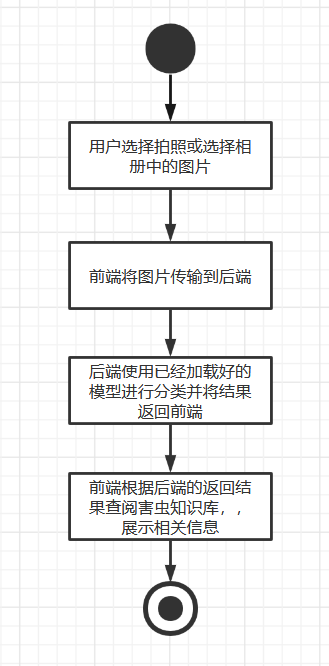 用户选择拍照或选择相
册中的图片
前端将图片传输到后端
后端使用已经加载好的
模型进行分类并将结果
返回前端
前端根据后端的返回结
果查阅害虫知识库，，
展示相关信息